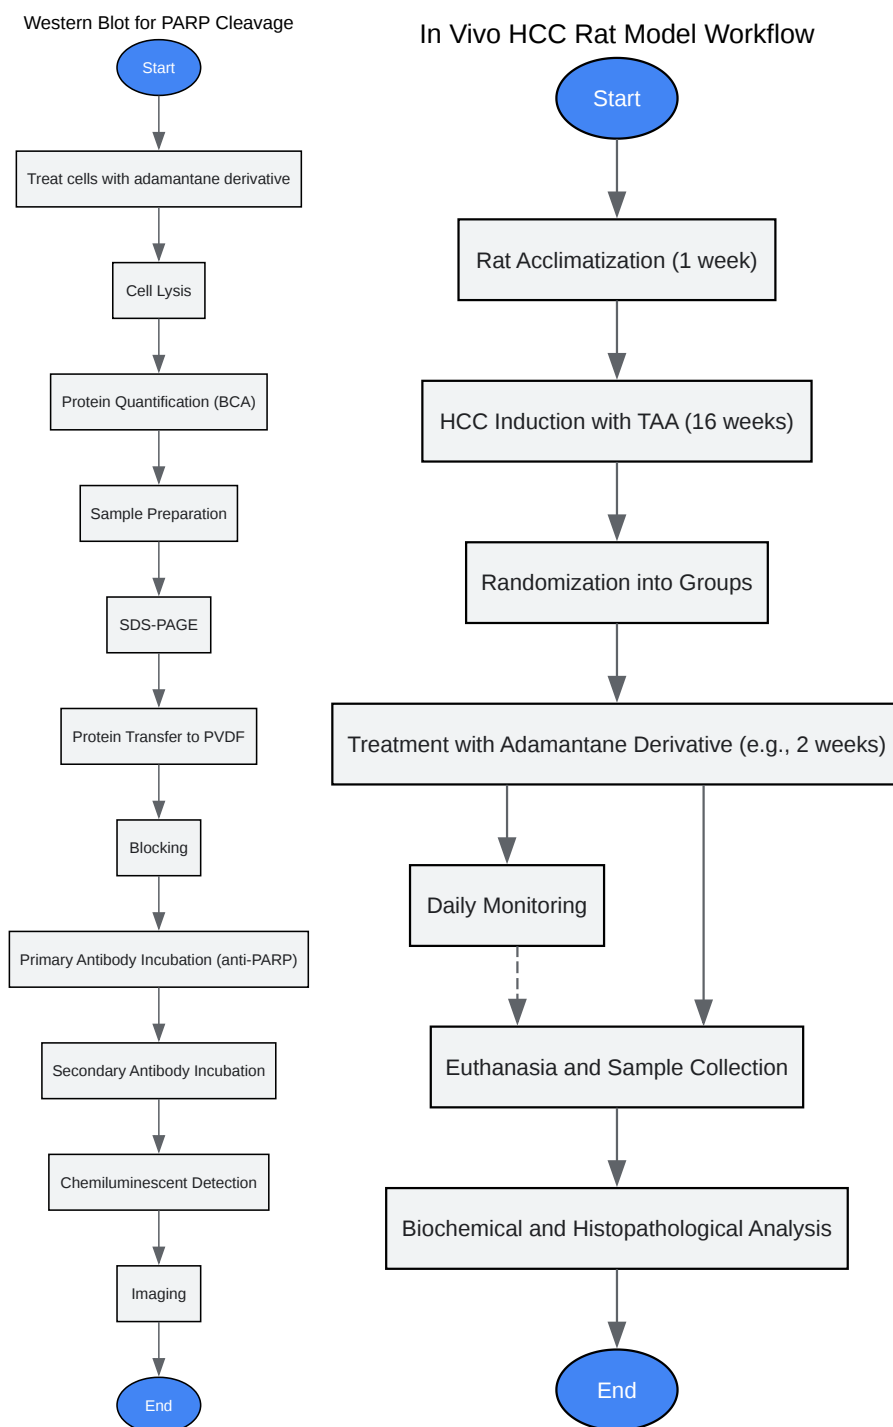 Western Blot for PARP Cleavage
Start
Treat cells with adamantane derivative
Cell Lysis
Protein Quantification (BCA)
Sample Preparation
SDS-PAGE
Protein Transfer to PVDF
Blocking
Primary Antibody Incubation (anti-PARP)
Secondary Antibody Incubation
Chemiluminescent Detection
Imaging
End
In Vivo HCC Rat Model Workflow
Start
Rat Acclimatization (1 week)
HCC Induction with TAA (16 weeks)
Randomization into Groups
Treatment with Adamantane Derivative (e.g., 2 weeks)
Daily Monitoring
Euthanasia and Sample Collection
Biochemical and Histopathological Analysis
End